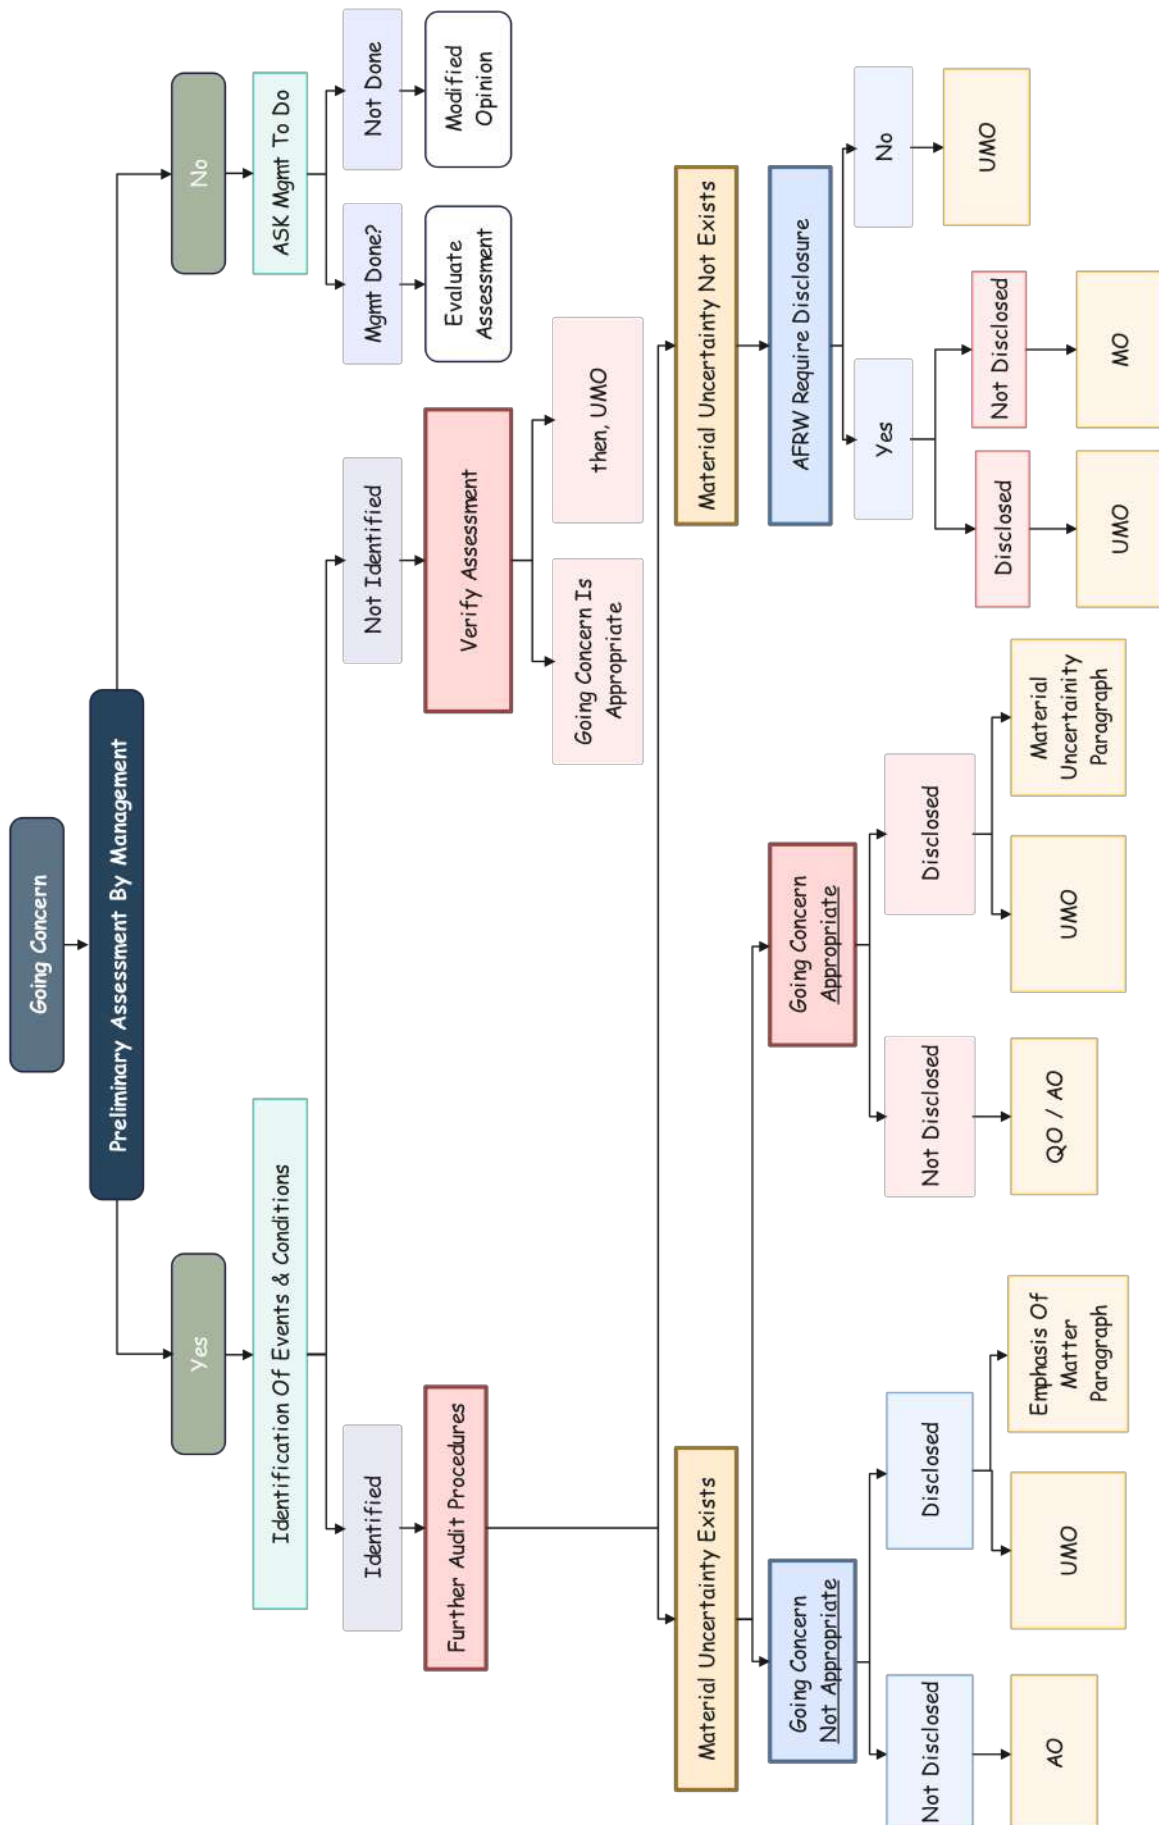 Going Concern
Preliminary Assessment By Management
Yes
No
Identification Of Events & Conditions
ASK Mgmt To Do
Identified
Not Identified
Mgmt Done?
Not Done
Further Audit Procedures
Verify Assessment
Evaluate
Assessment
Modified
Opinion
Going Concern Is
Appropriate
then, UMO
Material Uncertainty Exists
Material Uncertainty Not Exists
Going Concern
Not Appropriate
Going Concern
Appropriate
AFRW Require Disclosure
Yes
No
Not Disclosed
Disclosed
Not Disclosed
Disclosed
Disclosed
Not Disclosed
UMO
AO
UMO
Emphasis Of
Matter
Paragraph
QO / AO
UMO
Material
Uncertainity
Paragraph
UMO
MO